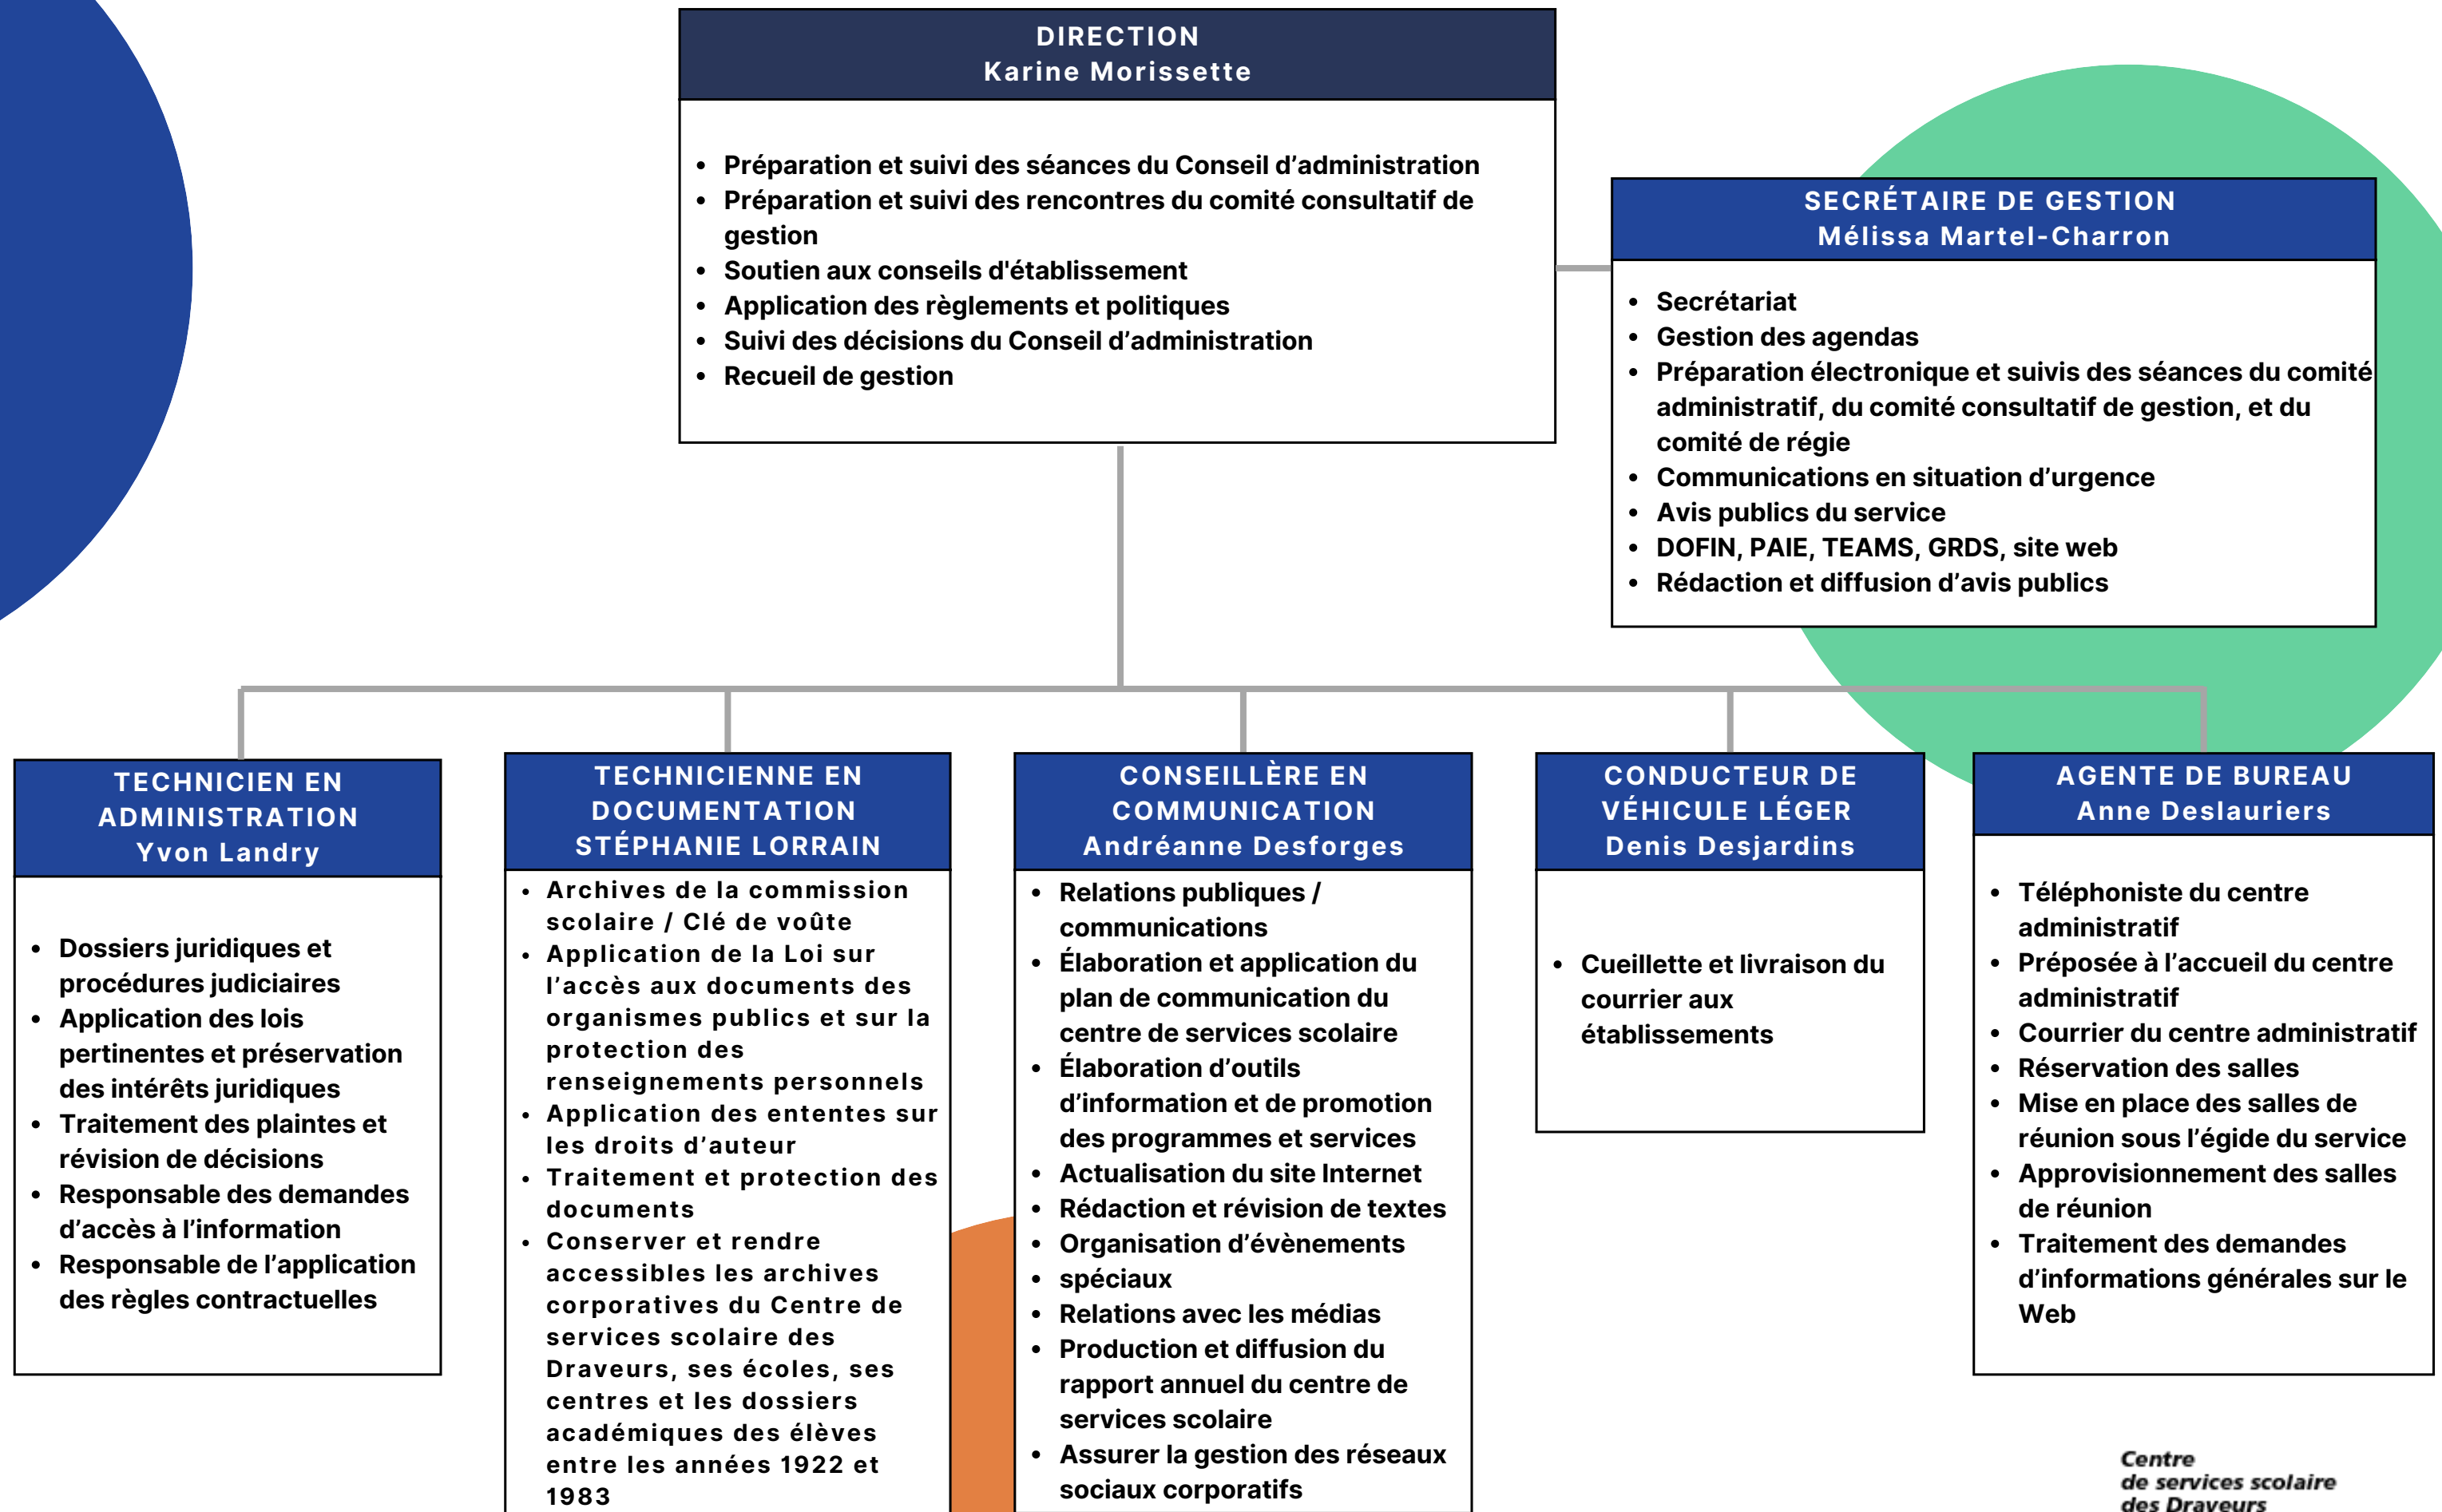 DIRECTION
Karine Morissette
• Préparation et suivi des séances du Conseil d’administration
• Préparation et suivi des rencontres du comité consultatif de
gestion
• Soutien aux conseils d'établissement
• Application des règlements et politiques
• Suivi des décisions du Conseil d’administration
• Recueil de gestion
SECRÉTAIRE DE GESTION
Mélissa Martel-Charron
• Secrétariat
• Gestion des agendas
• Préparation électronique et suivis des séances du comité
administratif, du comité consultatif de gestion, et du
comité de régie
• Communications en situation d’urgence
• Avis publics du service
• DOFIN, PAIE, TEAMS, GRDS, site web
• Rédaction et diffusion d’avis publics
TECHNICIEN EN
ADMINISTRATION
Yvon Landry
• Dossiers juridiques et
procédures judiciaires
• Application des lois
pertinentes et préservation
des intérêts juridiques
• Traitement des plaintes et
révision de décisions
• Responsable des demandes
d’accès à l’information
• Responsable de l’application
des règles contractuelles
TECHNICIENNE EN
DOCUMENTATION
STÉPHANIE LORRAIN
• Archives de la commission
scolaire / Clé de voûte
• Application de la Loi sur
l’accès aux documents des
organismes publics et sur la
protection des
renseignements personnels
• Application des ententes sur
les droits d’auteur
• Traitement et protection des
documents
• Conserver et rendre
accessibles les archives
corporatives du Centre de
services scolaire des
Draveurs, ses écoles, ses
centres et les dossiers
académiques des élèves
entre les années 1922 et
1983
CONSEILLÈRE EN
COMMUNICATION
Andréanne Desforges
• Relations publiques /
communications
• Élaboration et application du
plan de communication du
centre de services scolaire
• Élaboration d’outils
d’information et de promotion
des programmes et services
• Actualisation du site Internet
• Rédaction et révision de textes
• Organisation d’évènements
• spéciaux
• Relations avec les médias
• Production et diffusion du
rapport annuel du centre de
services scolaire
• Assurer la gestion des réseaux
sociaux corporatifs
CONDUCTEUR DE
VÉHICULE LÉGER
Denis Desjardins
• Cueillette et livraison du
courrier aux
établissements
AGENTE DE BUREAU
Anne Deslauriers
• Téléphoniste du centre
administratif
• Préposée à l’accueil du centre
administratif
• Courrier du centre administratif
• Réservation des salles
• Mise en place des salles de
réunion sous l’égide du service
• Approvisionnement des salles
de réunion
• Traitement des demandes
d’informations générales sur le
Web
Centre
de services scolaire
des Draveurs